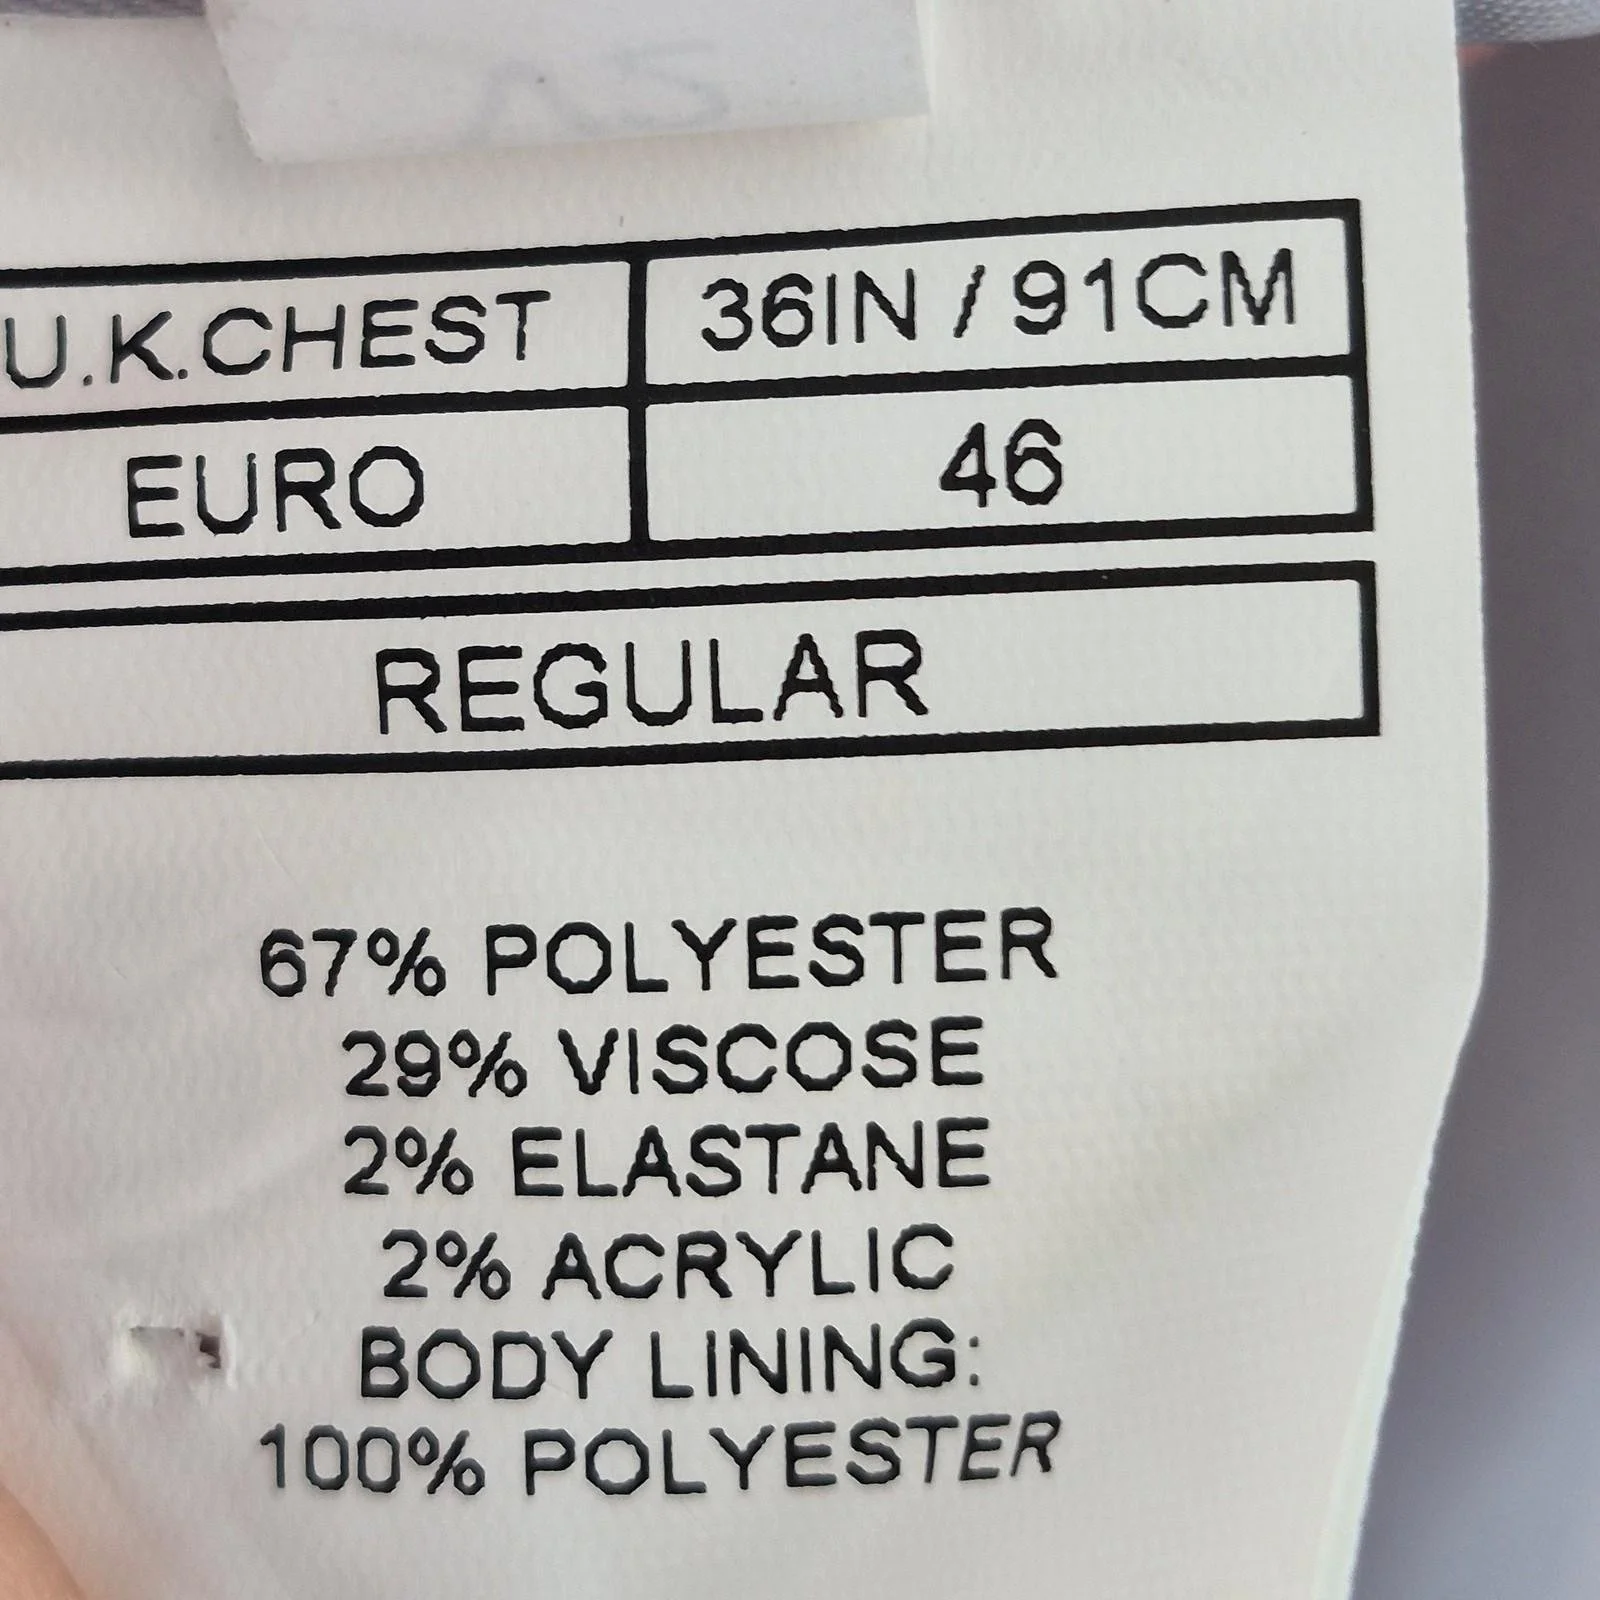 U.K.CHEST 36IN / 91CM
EURO 46
REGULAR
67% POLYESTER
29% VISCOSE
2% ELASTANE
2% ACRYLIC
BODY LINING:
100% POLYESTER